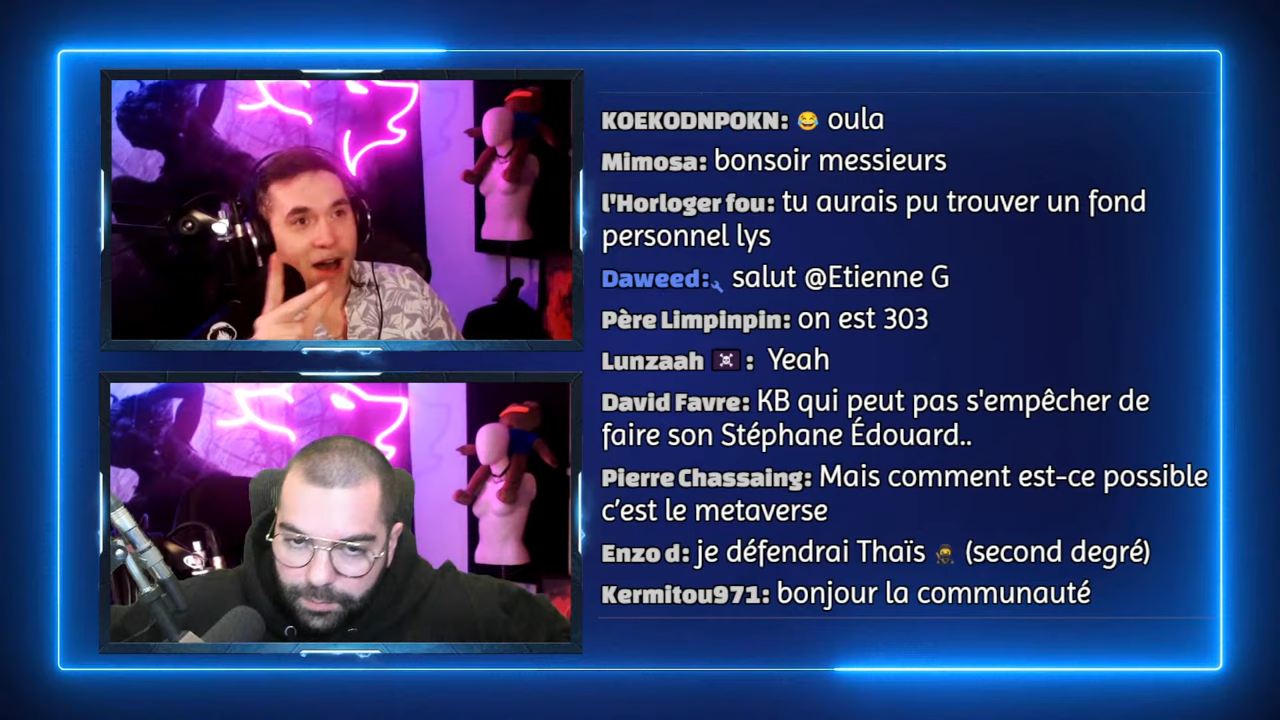 KOEKODNPOKN: 😂 oula
Mimosa: bonsoir messieurs
l'Horloger fou: tu aurais pu trouver un fond
personnel lys
Daweed: salut @Etienne G
Père Limpinpin: on est 303
Lunzaah : Yeah
David Favre: KB qui peut pas s'empêcher de
faire son Stéphane Édouard..
Pierre Chassaing: Mais comment est-ce possible
c'est le metaverse
Enzo d: je défendrai Thaïs 🥷 (second degré)
Kermitou971: bonjour la communauté